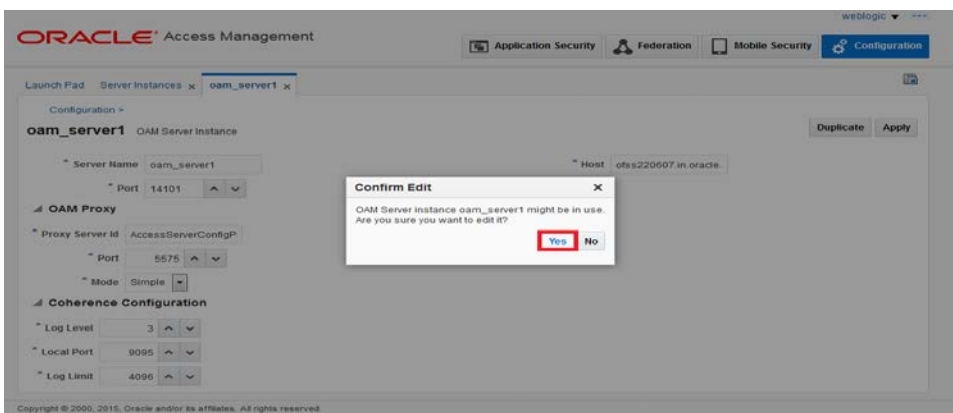 weblogic
ORACLE Access Management
Application Security
Federation
Mobile Security
Configuration
Launch Pad Server Instances x oam_server1 x
Configuration >
oam_server1 OAM Server Instance
Duplicate Apply
* Server Name oam_server1
* Host ofss220607.in.oracle.
* Port 14101
OAM Proxy
* Proxy Server Id AccessServerConfigP
* Port 5575
* Mode Simple
Coherence Configuration
* Log Level 3
* Local Port 9095
* Log Limit 4096
Confirm Edit
OAM Server instance oam_server1 might be in use.
Are you sure you want to edit it?
Yes No
Copyright © 2000, 2015, Oracle and/or its affiliates. All rights reserved